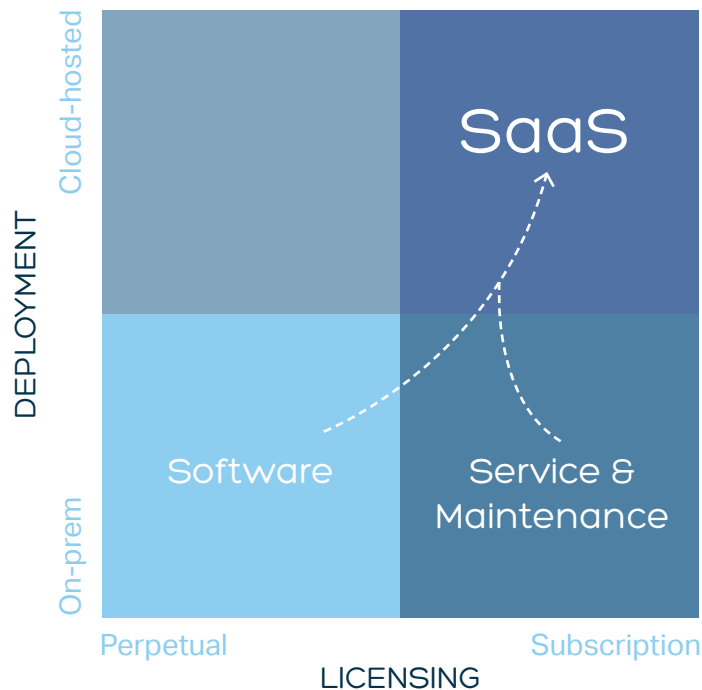 Cloud-hosted
SaaS
DEPLOYMENT
Software
Service &
Maintenance
On-prem
Perpetual
Subscription
LICENSING